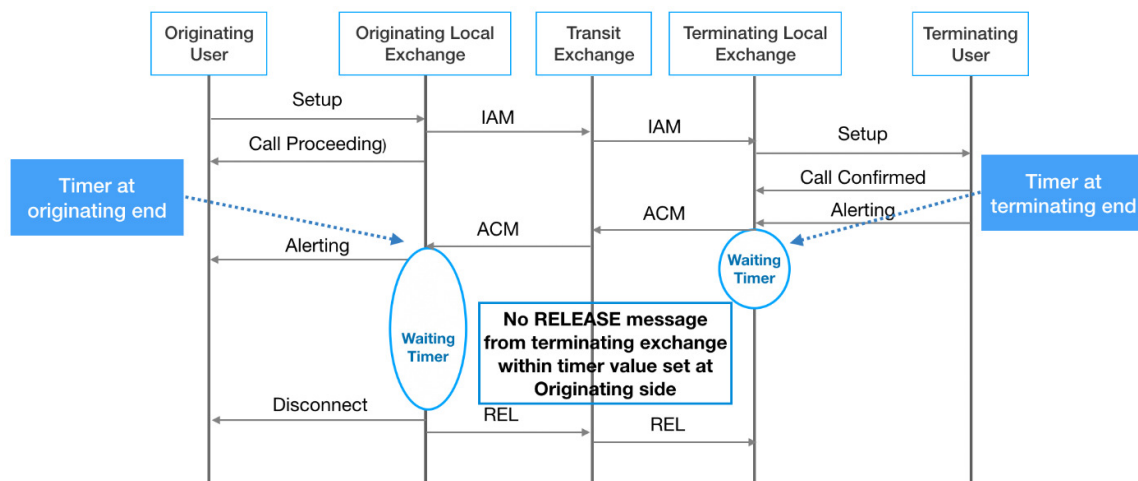 Originating
User
Originating Local
Exchange
Transit
Exchange
Terminating Local
Exchange
Terminating
User
Setup
IAM
IAM
Setup
Call Proceeding)
Call Confirmed
Timer at
originating end
Timer at
terminating end
Alerting
ACM
ACM
Alerting
Waiting
Timer
No RELEASE message
from terminating exchange
within timer value set at
Originating side
Waiting
Timer
Disconnect
REL
REL